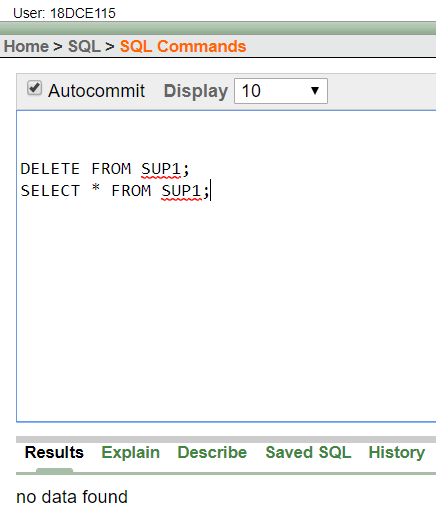 User: 18DCE115
Home > SQL > SQL Commands
Autocommit Display 10
DELETE FROM SUP1;
SELECT * FROM SUP1;
Results Explain Describe Saved SQL History
no data found